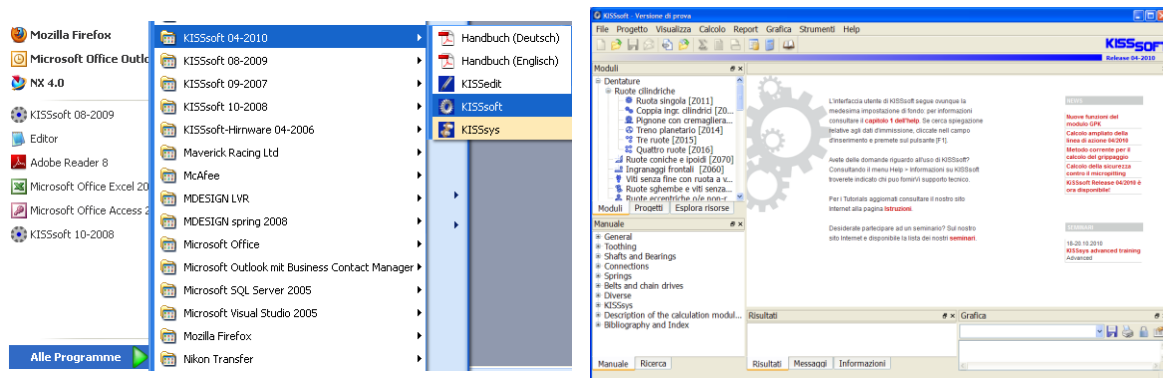 Mozilla Firefox
Microsoft Office Outlo
NX 4.0
KISSsoft 08-2009
Editor
Adobe Reader 8
Microsoft Office Excel 20
Microsoft Office Access 2
KISSsoft 10-2008
Alle Programme
KISSsoft 04-2010
KISSsoft 08-2009
KISSsoft 09-2007
KISSsoft 10-2008
KISSsoft-Hirnware 04-2006
Maverick Racing Ltd
McAfee
MDESIGN LVR
MDESIGN spring 2008
Microsoft Office
Microsoft Outlook mit Business Contact Manager
Microsoft SQL Server 2005
Microsoft Visual Studio 2005
Mozilla Firefox
Nikon Transfer
Handbuch (Deutsch)
Handbuch (Englisch)
KISSedit
KISSsoft
KISSsys
KISSsoft - Versione di prova
File Progetto Visualizza Calcolo Report Grafica Strumenti Help
KISSSOF
Release 04-2010
Moduli
Dentature
Ruote cilindriche
Ruota singola [Z011]
Coppia ingr. cilindrici [Z0...
Pignone con cremagliera...
Treno planetario [Z014]
Tre ruote [Z015]
Quattro ruote [Z016]
Ruote coniche e ipoidi [Z070]
Ingranaggi frontali [Z060]
Viti senza fine con ruota a v...
Ruote sghembe e viti senza...
Ruote eccentriche o/e non-r...
Moduli Progetti Esplora risorse
Manuale
General
Toothing
Shafts and Bearings
Connections
Springs
Belts and chain drives
Diverse
KISSsys
Description of the calculation modul...
Bibliography and Index
Manuale Ricerca
L'interfaccia utente di KISSsoft segue ovunque la
medesima impostazione di fondo: per informazioni
consultare il capitolo 1 dell'help. Se cerca spiegazione
relative agli dati d'immissione, cliccate nel campo
d'inserimento e premete sul pulsante [F1].
Avete delle domande riguardo all'uso di KISSsoft?
Consultando il menu Help > Informazioni su KISSsoft
troverete indicato chi puo fornirVi supporto tecnico.
Per i Tutorials aggiornati consultare il nostro sito
Internet alla pagina Istruzioni.
Desiderate partecipare ad un seminario? Sul nostro
sito Internet e disponibile la lista dei nostri seminari.
NEWS
Nuove funzioni del
modulo GPK
Calcolo ampliato della
linea di azione 04/2010
Metodo corrente per il
calcolo del grippaggio
Calcolo della sicurezza
contro il micropitting
KISSsoft Release 04/2010 è
ora disponibile!
SEMINARI
18-20.10.2010
KISSsys advanced training
Advanced
Risultati
Risultati Messaggi Informazioni
Grafica